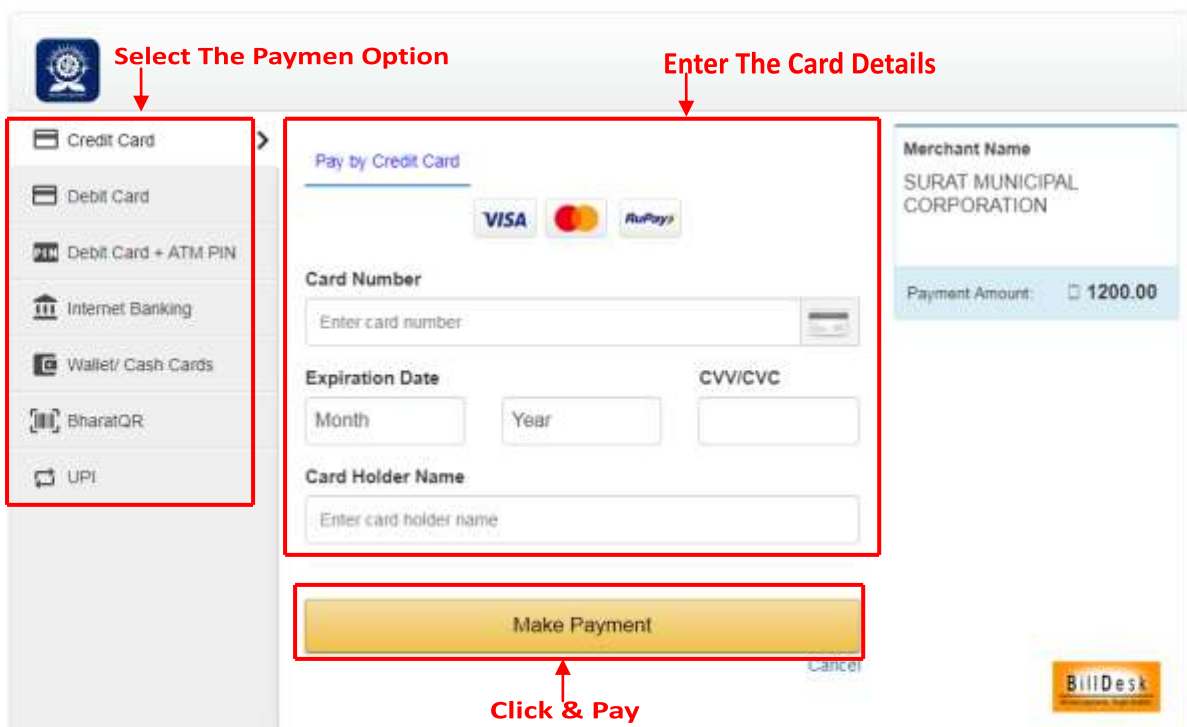 Select The Paymen Option
Enter The Card Details
Credit Card
Debit Card
PIN Debit Card + ATM PIN
Internet Banking
Wallet/ Cash Cards
BharatQR
UPI
Pay by Credit Card
VISA RuPay
Card Number
Enter card number
Expiration Date CVV/CVC
Month Year
Card Holder Name
Enter card holder name
Make Payment
Cancel
Click & Pay
Merchant Name
SURAT MUNICIPAL
CORPORATION
Payment Amount: 1200.00
BillDesk